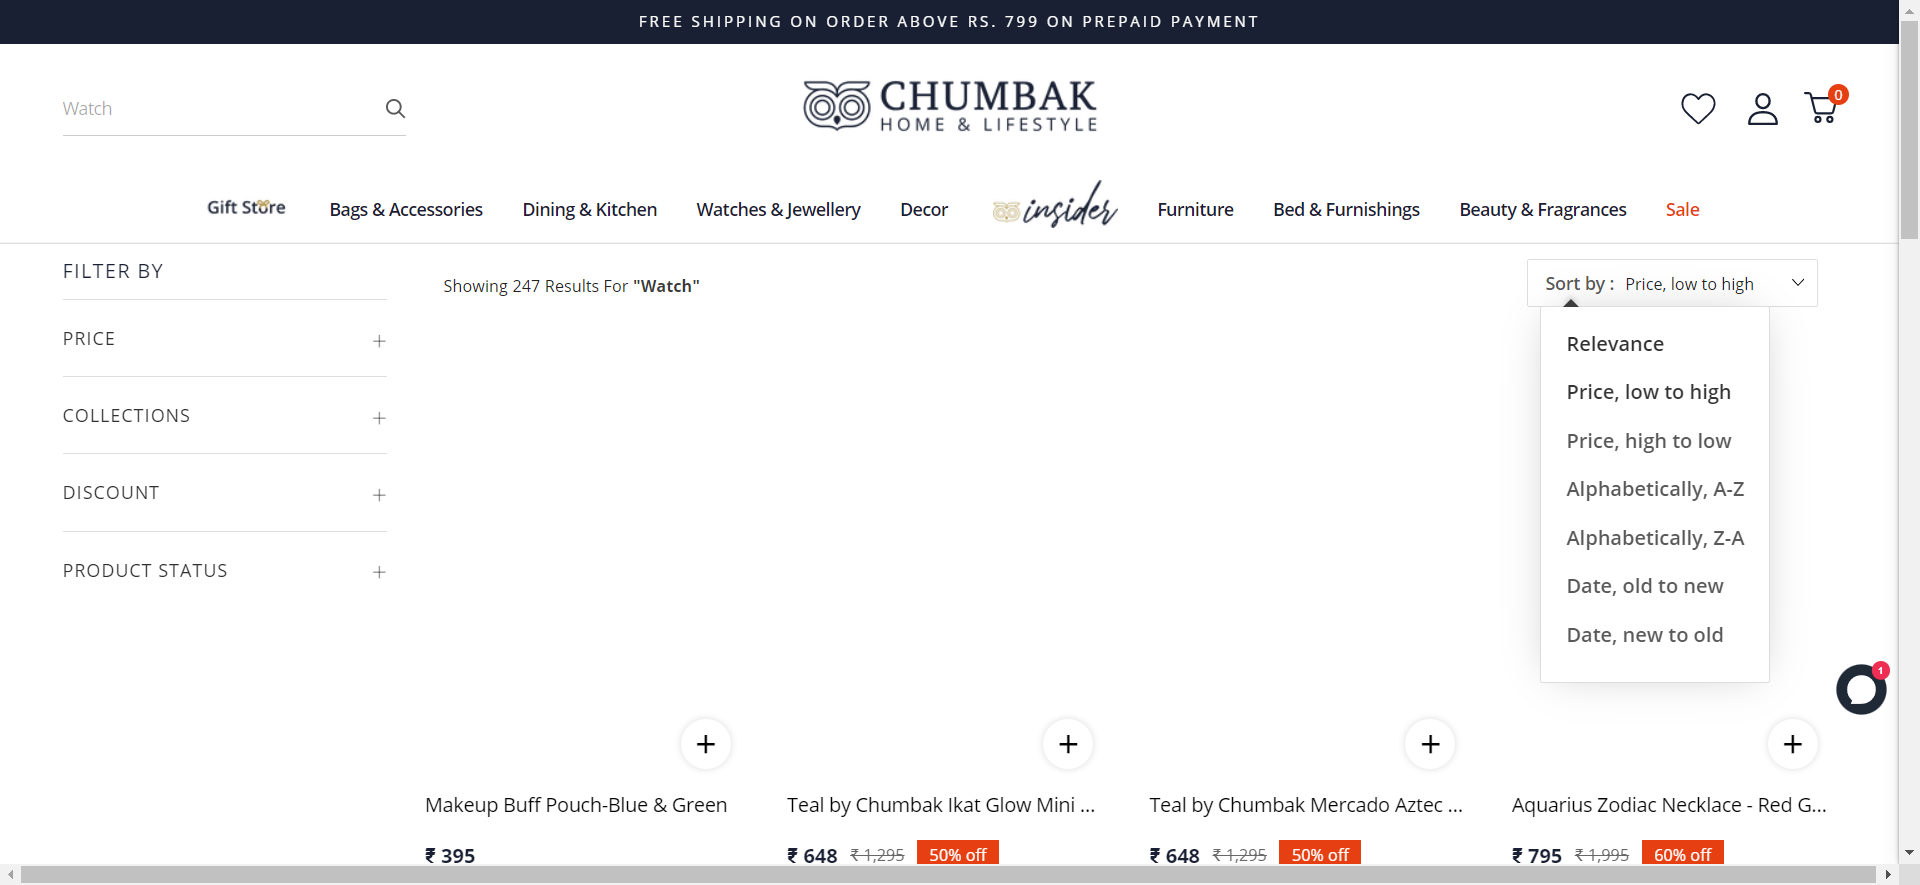 FREE SHIPPING ON ORDER ABOVE RS. 799 ON PREPAID PAYMENT
Watch
CHUMBAK
HOME & LIFESTYLE
0
Gift Store
Bags & Accessories
Dining & Kitchen
Watches & Jewellery
Decor
insider
Furniture
Bed & Furnishings
Beauty & Fragrances
Sale
FILTER BY
PRICE
COLLECTIONS
DISCOUNT
PRODUCT STATUS
Showing 247 Results For "Watch"
Sort by : Price, low to high
Relevance
Price, low to high
Price, high to low
Alphabetically, A-Z
Alphabetically, Z-A
Date, old to new
Date, new to old
1
Makeup Buff Pouch-Blue & Green
₹ 395
Teal by Chumbak Ikat Glow Mini ...
₹ 648 ₹ 1,295 50% off
Teal by Chumbak Mercado Aztec ...
₹ 648 ₹ 1,295 50% off
Aquarius Zodiac Necklace - Red G...
₹ 795 ₹ 1,995 60% off